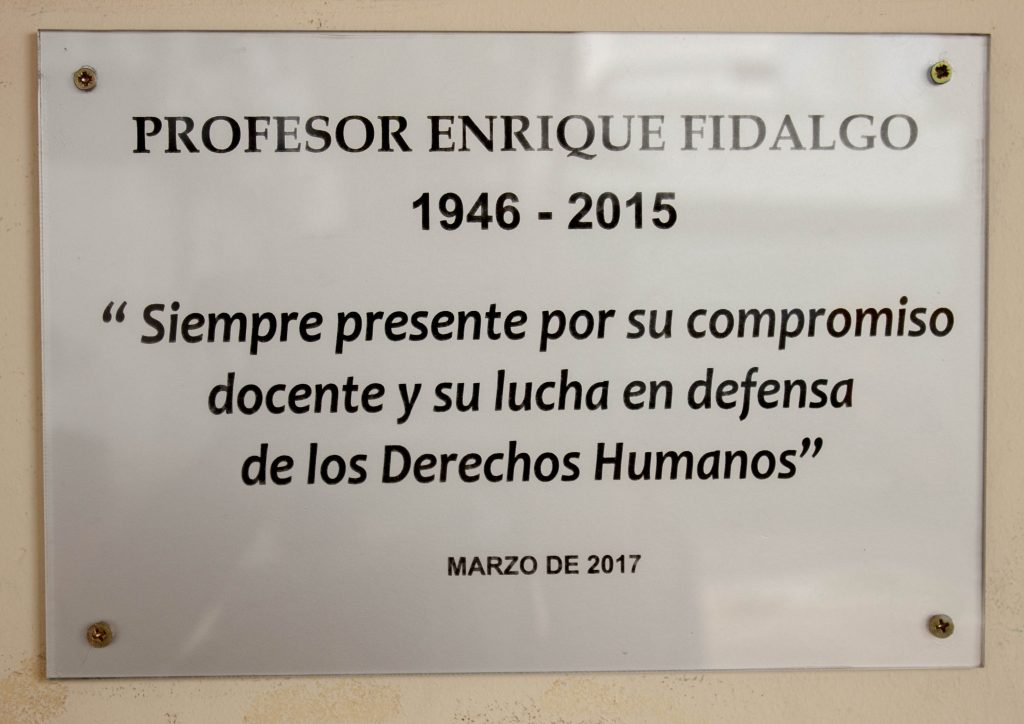 PROFESOR ENRIQUE FIDALGO
1946 - 2015
“ Siempre presente por su compromiso
docente y su lucha en defensa
de los Derechos Humanos”
MARZO DE 2017